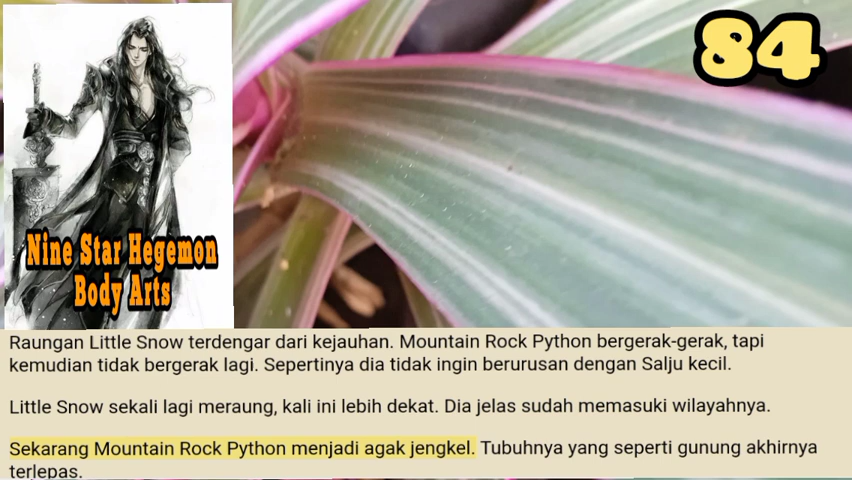 84
Nine Star Hegemon
Body Arts
Raungan Little Snow terdengar dari kejauhan. Mountain Rock Python bergerak-gerak, tapi
kemudian tidak bergerak lagi. Sepertinya dia tidak ingin berurusan dengan Salju kecil.
Little Snow sekali lagi meraung, kali ini lebih dekat. Dia jelas sudah memasuki wilayahnya.
Sekarang Mountain Rock Python menjadi agak jengkel. Tubuhnya yang seperti gunung akhirnya
terlepas.